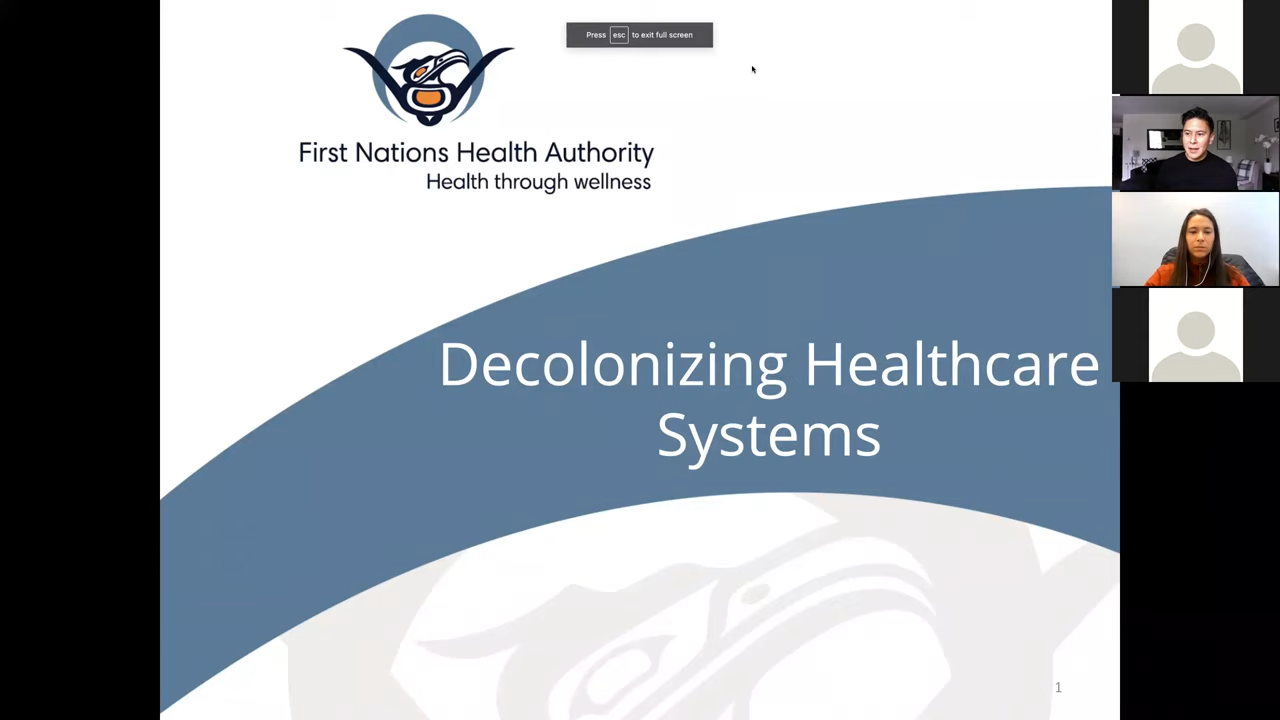 Press esc to exit full screen
First Nations Health Authority
Health through wellness
Decolonizing Healthcare
Systems
1